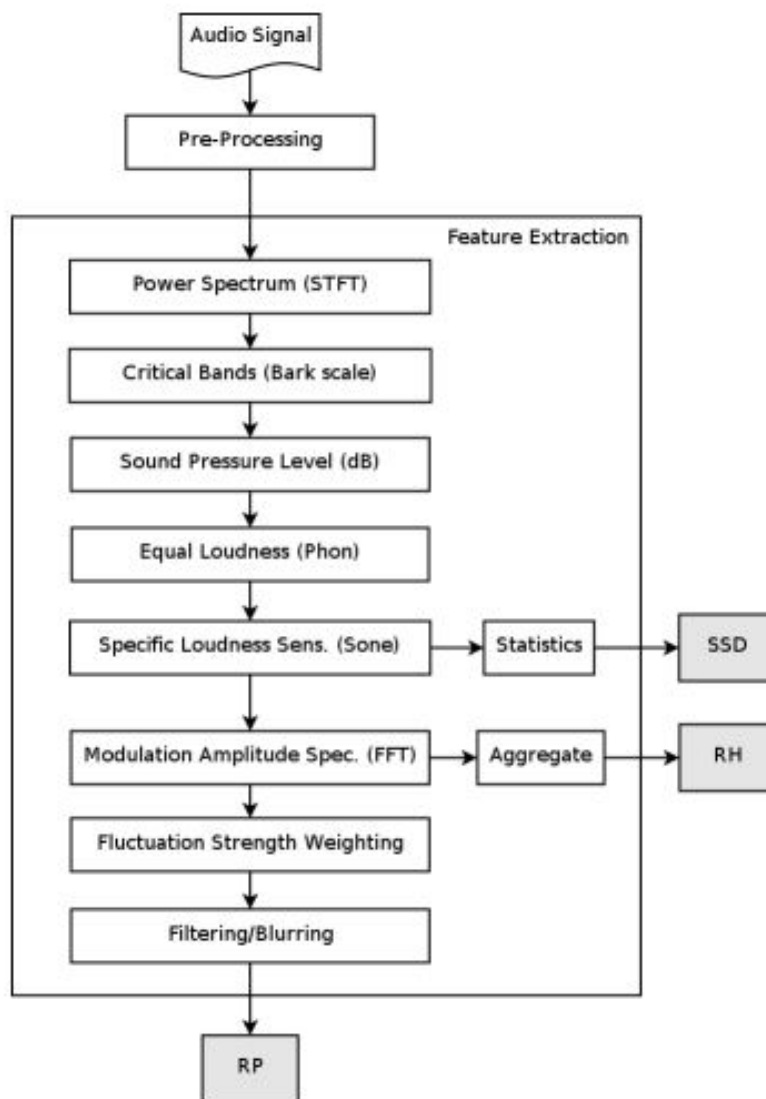 Audio Signal
Pre-Processing
Feature Extraction
Power Spectrum (STFT)
Critical Bands (Bark scale)
Sound Pressure Level (dB)
Equal Loudness (Phon)
Specific Loudness Sens. (Sone)
Statistics
SSD
Modulation Amplitude Spec. (FFT)
Aggregate
RH
Fluctuation Strength Weighting
Filtering/Blurring
RP